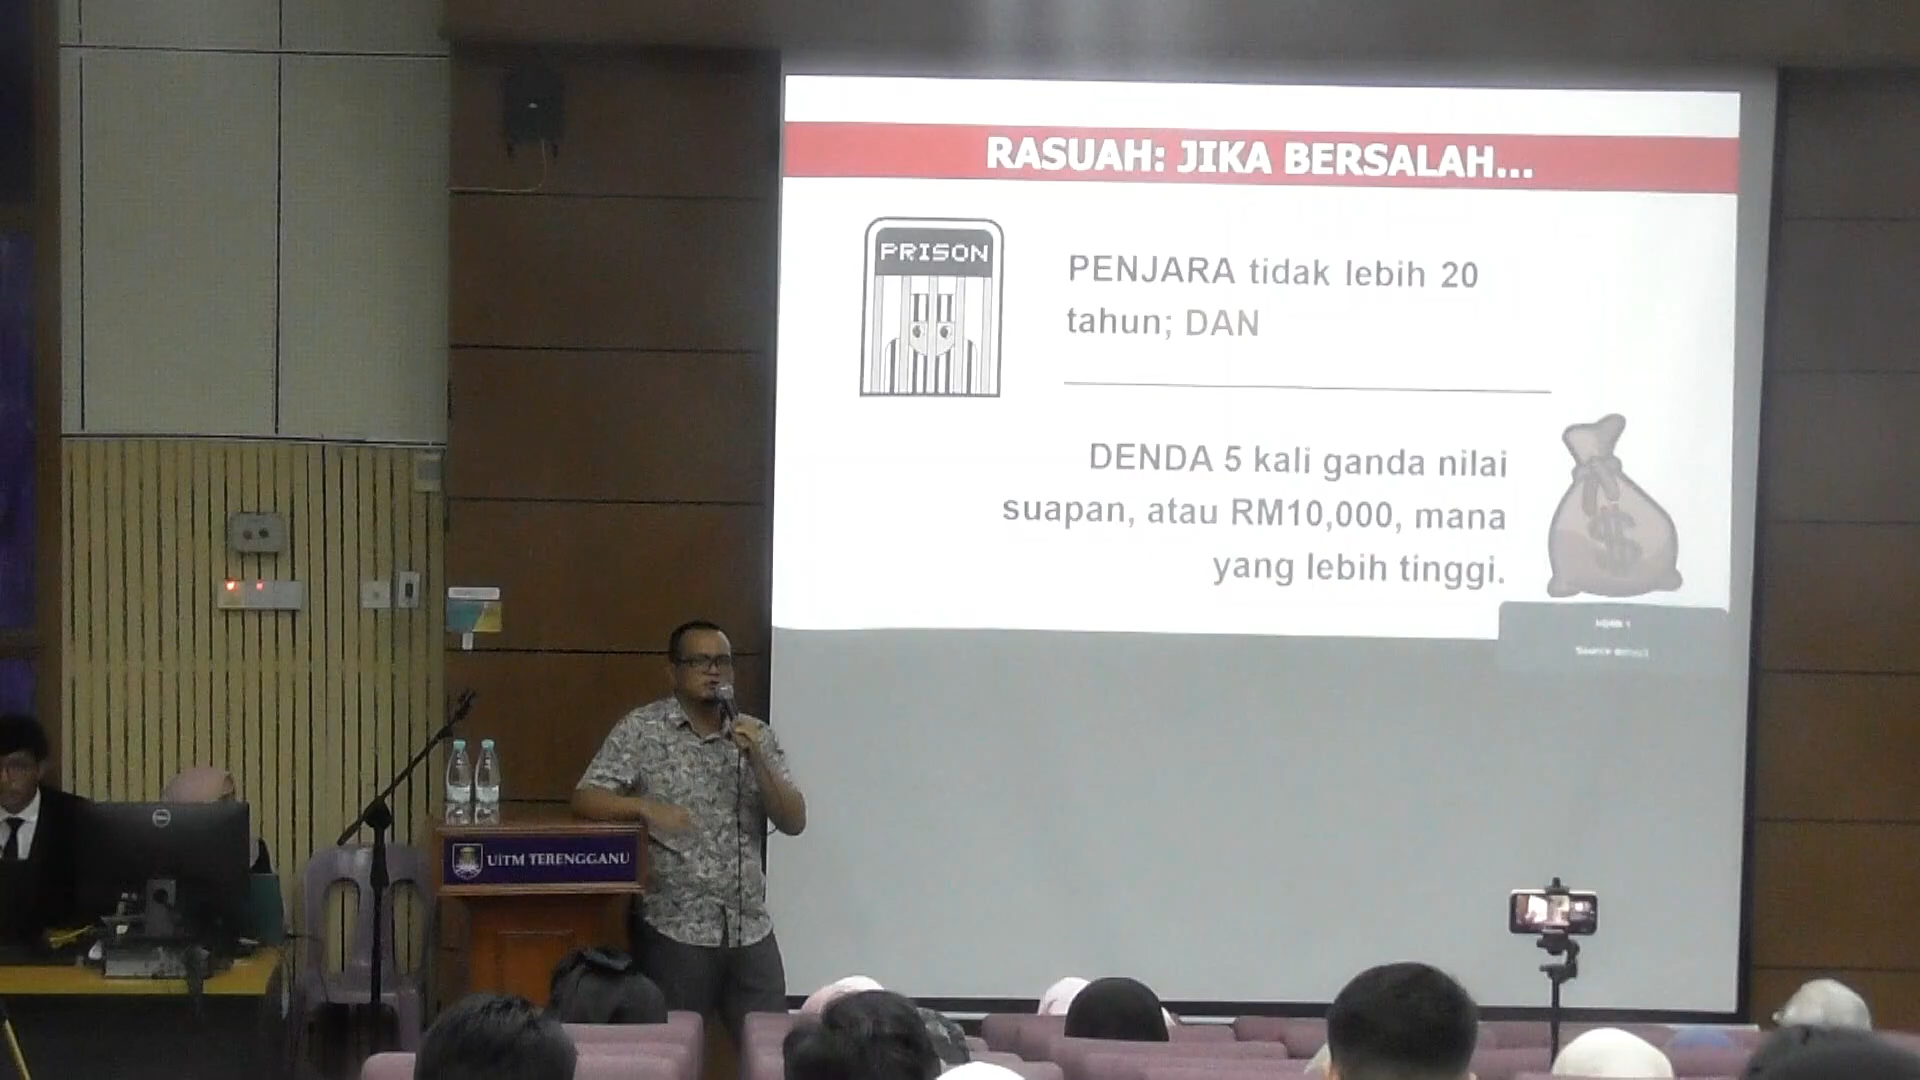 RASUAH: JIKA BERSALAH...
PRISON
PENJARA tidak lebih 20
tahun; DAN
DENDA 5 kali ganda nilai
suapan, atau RM10,000, mana
yang lebih tinggi.
$
UiTM TERENGGANU